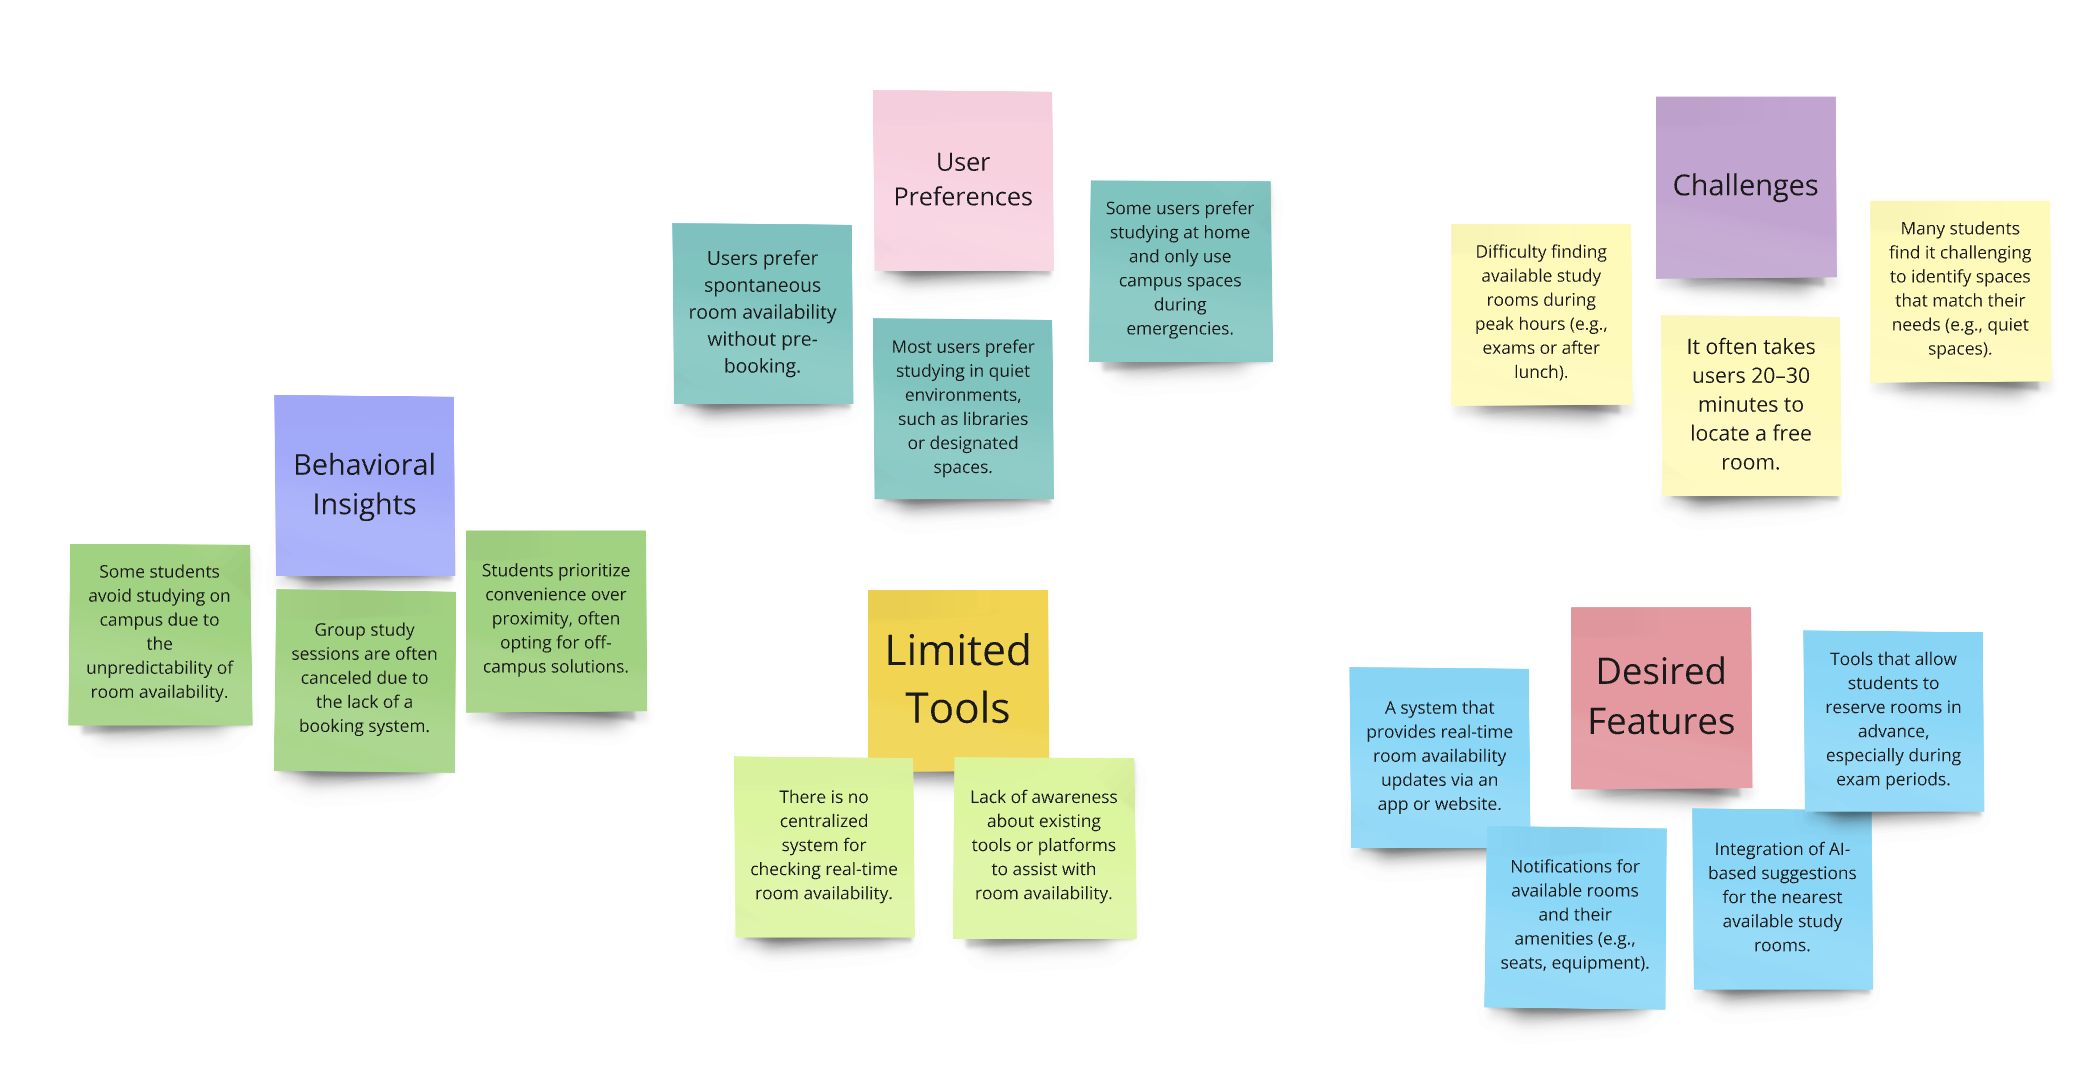 User
Preferences
Users prefer
spontaneous
room availability
without pre-
booking.
Most users prefer
studying in quiet
environments,
such as libraries
or designated
spaces.
Some users prefer
studying at home
and only use
campus spaces
during
emergencies.
Challenges
Difficulty finding
available study
rooms during
peak hours (e.g.,
exams or after
lunch).
It often takes
users 20–30
minutes to
locate a free
room.
Many students
find it challenging
to identify spaces
that match their
needs (e.g., quiet
spaces).
Behavioral
Insights
Some students
avoid studying on
campus due to
the
unpredictability of
room availability.
Group study
sessions are often
canceled due to
the lack of a
booking system.
Students prioritize
convenience over
proximity, often
opting for off-
campus solutions.
Limited
Tools
There is no
centralized
system for
checking real-time
room availability.
Lack of awareness
about existing
tools or platforms
to assist with
room availability.
Desired
Features
A system that
provides real-time
room availability
updates via an
app or website.
Notifications for
available rooms
and their
amenities (e.g.,
seats, equipment).
Integration of AI-
based suggestions
for the nearest
available study
rooms.
Tools that allow
students to
reserve rooms in
advance,
especially during
exam periods.